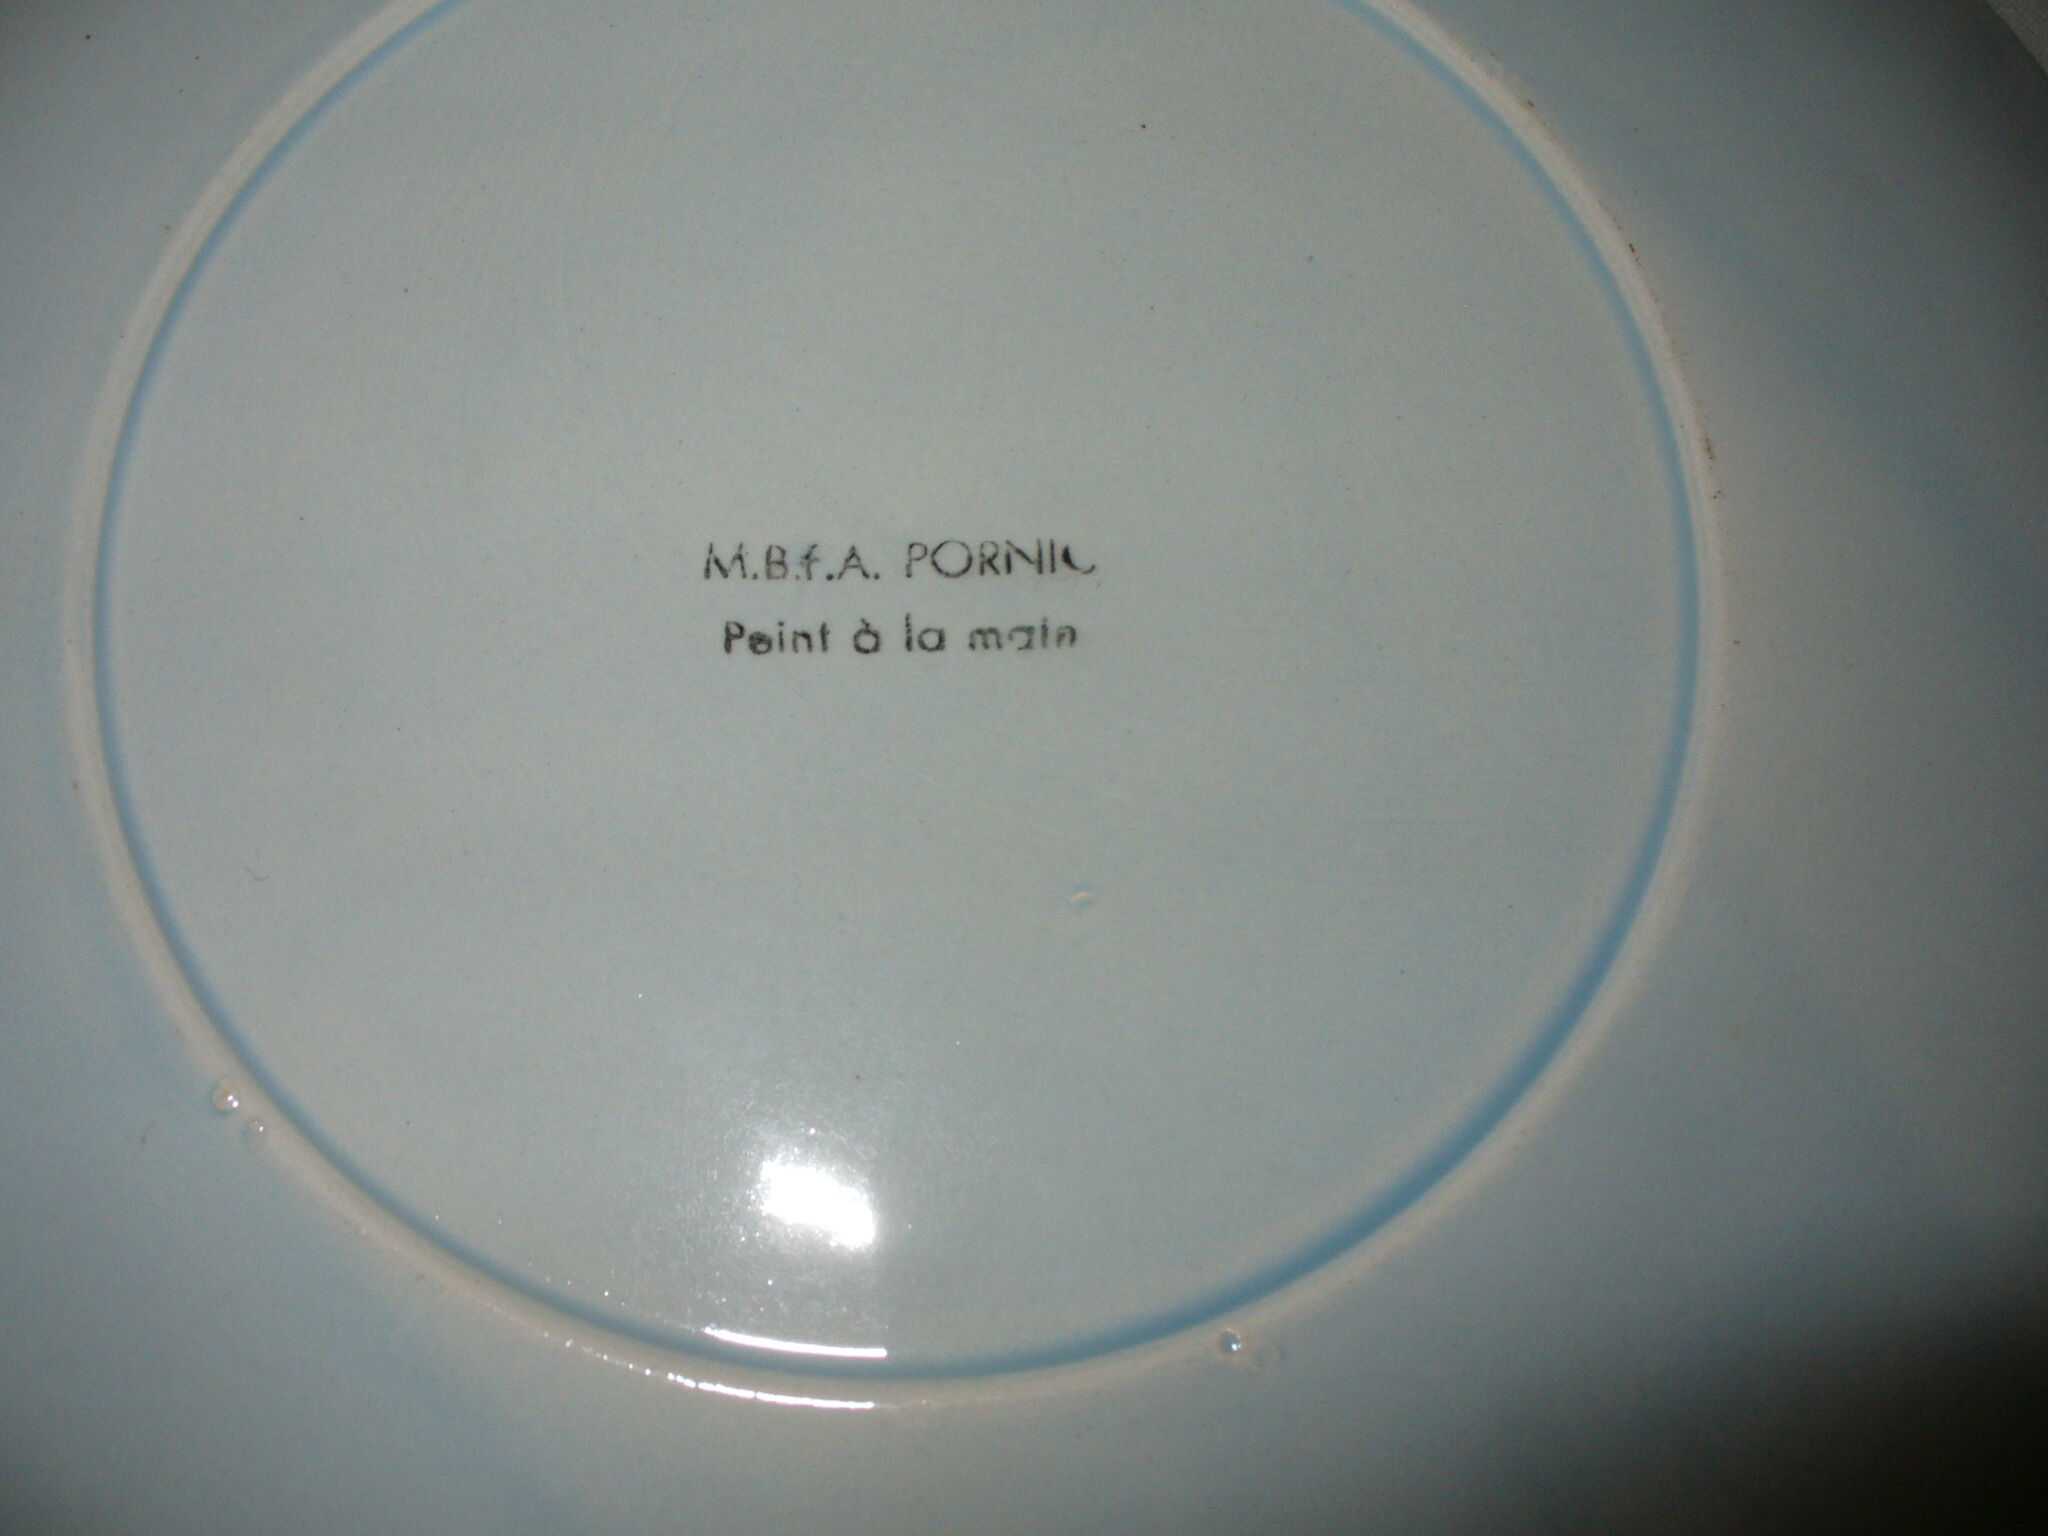 M.B.F.A. PORNIC
Peint à la main